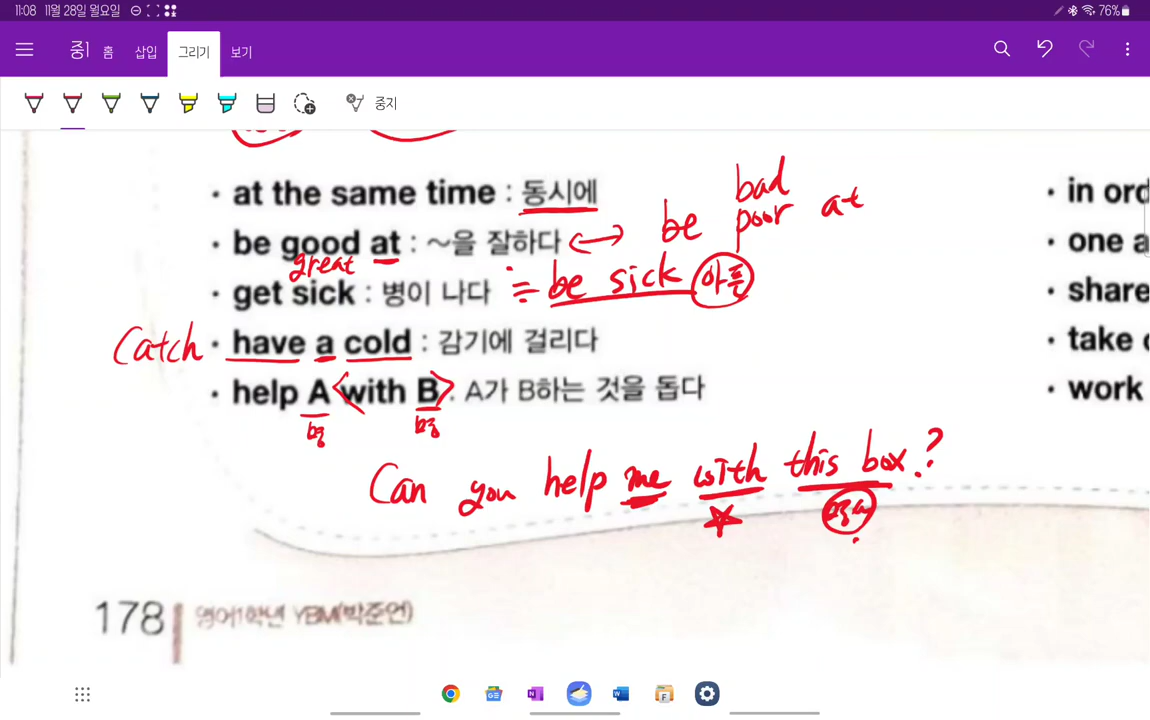 11:08 11월 28일 월요일
76%
중1 홈 삽입 그리기 보기
중지
· at the same time : 동시에
bad
· be good at : ~을 잘하다 ↔ be poor at
great
· get sick : 병이 나다 ≒ be sick 아픈
Catch · have a cold : 감기에 걸리다
· help A <with B> : A가 B하는 것을 돕다
Can you help me with this box.?
178 영어1학년 YBM(박준언)
· in ord
· one a
· share
· take
· work